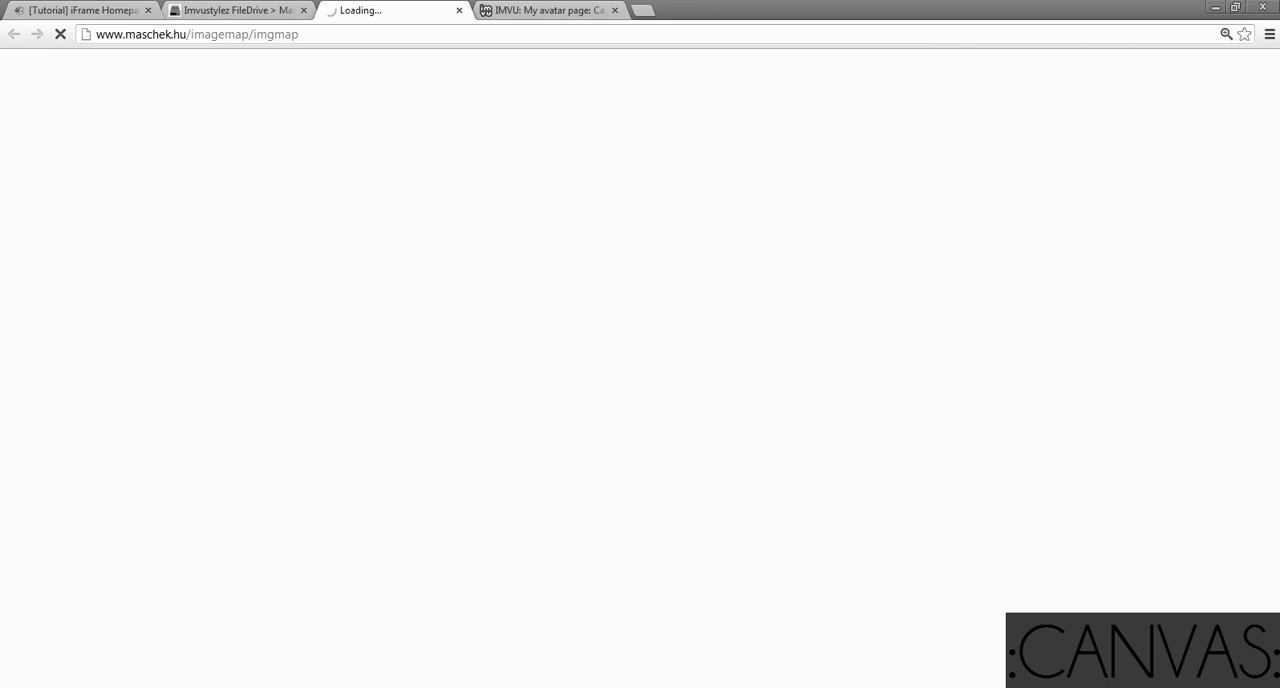 [Tutorial] iFrame Homepa
Imvustylez FileDrive > Ma
Loading...
IMVU: My avatar page: Ca
www.maschek.hu/imagemap/imgmap
:CANVAS: